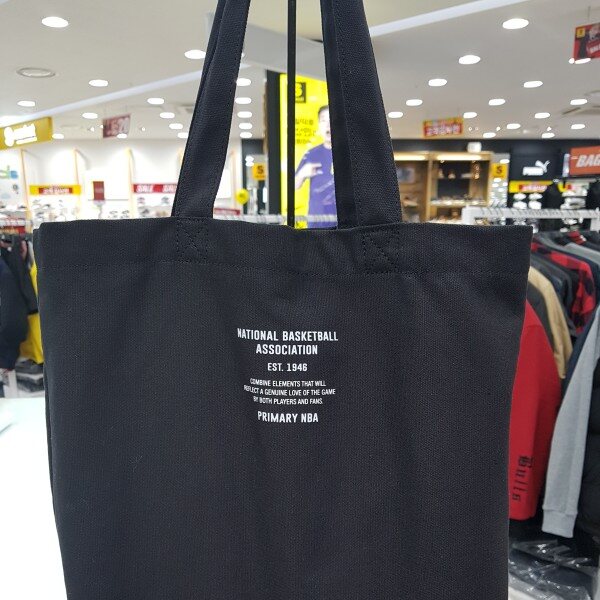 NATIONAL BASKETBALL
ASSOCIATION
EST. 1946
COMBINE ELEMENTS THAT WILL
REFLECT A GENUINE LOVE OF THE GAME
BY BOTH PLAYERS AND FANS.
PRIMARY NBA
PUMA
BAG